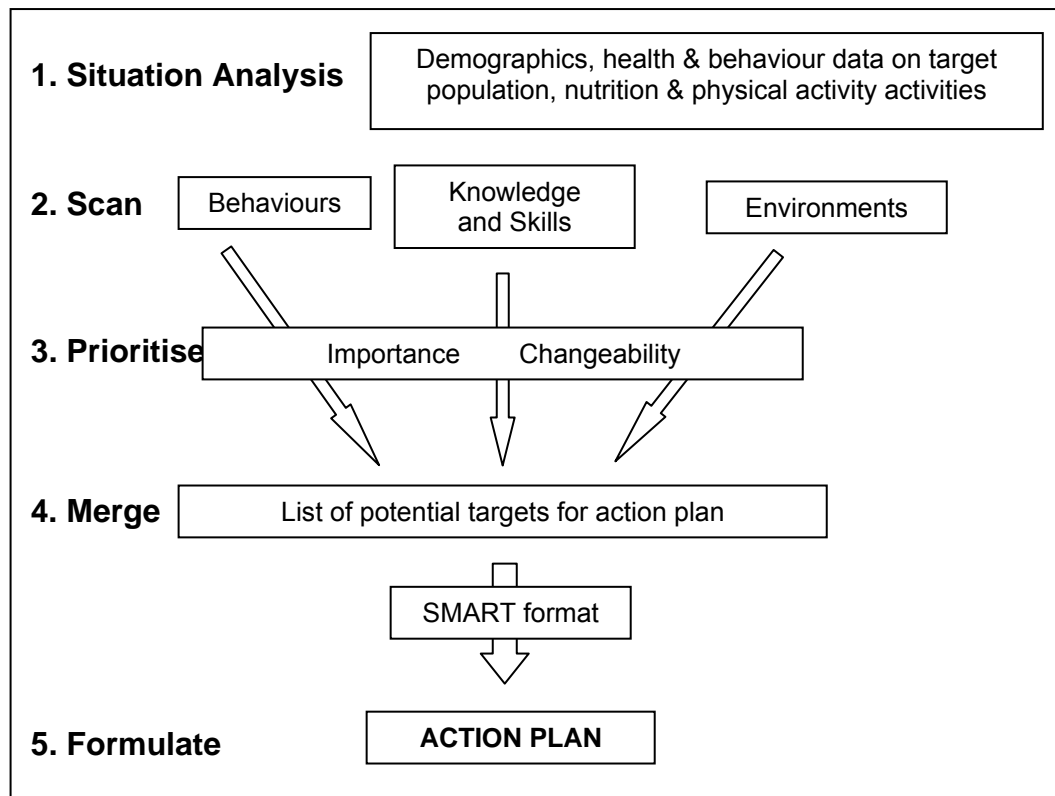 1. Situation Analysis
Demographics, health & behaviour data on target
population, nutrition & physical activity activities
2. Scan
Behaviours
Knowledge
and Skills
Environments
3. Prioritise
Importance Changeability
4. Merge
List of potential targets for action plan
SMART format
5. Formulate
ACTION PLAN